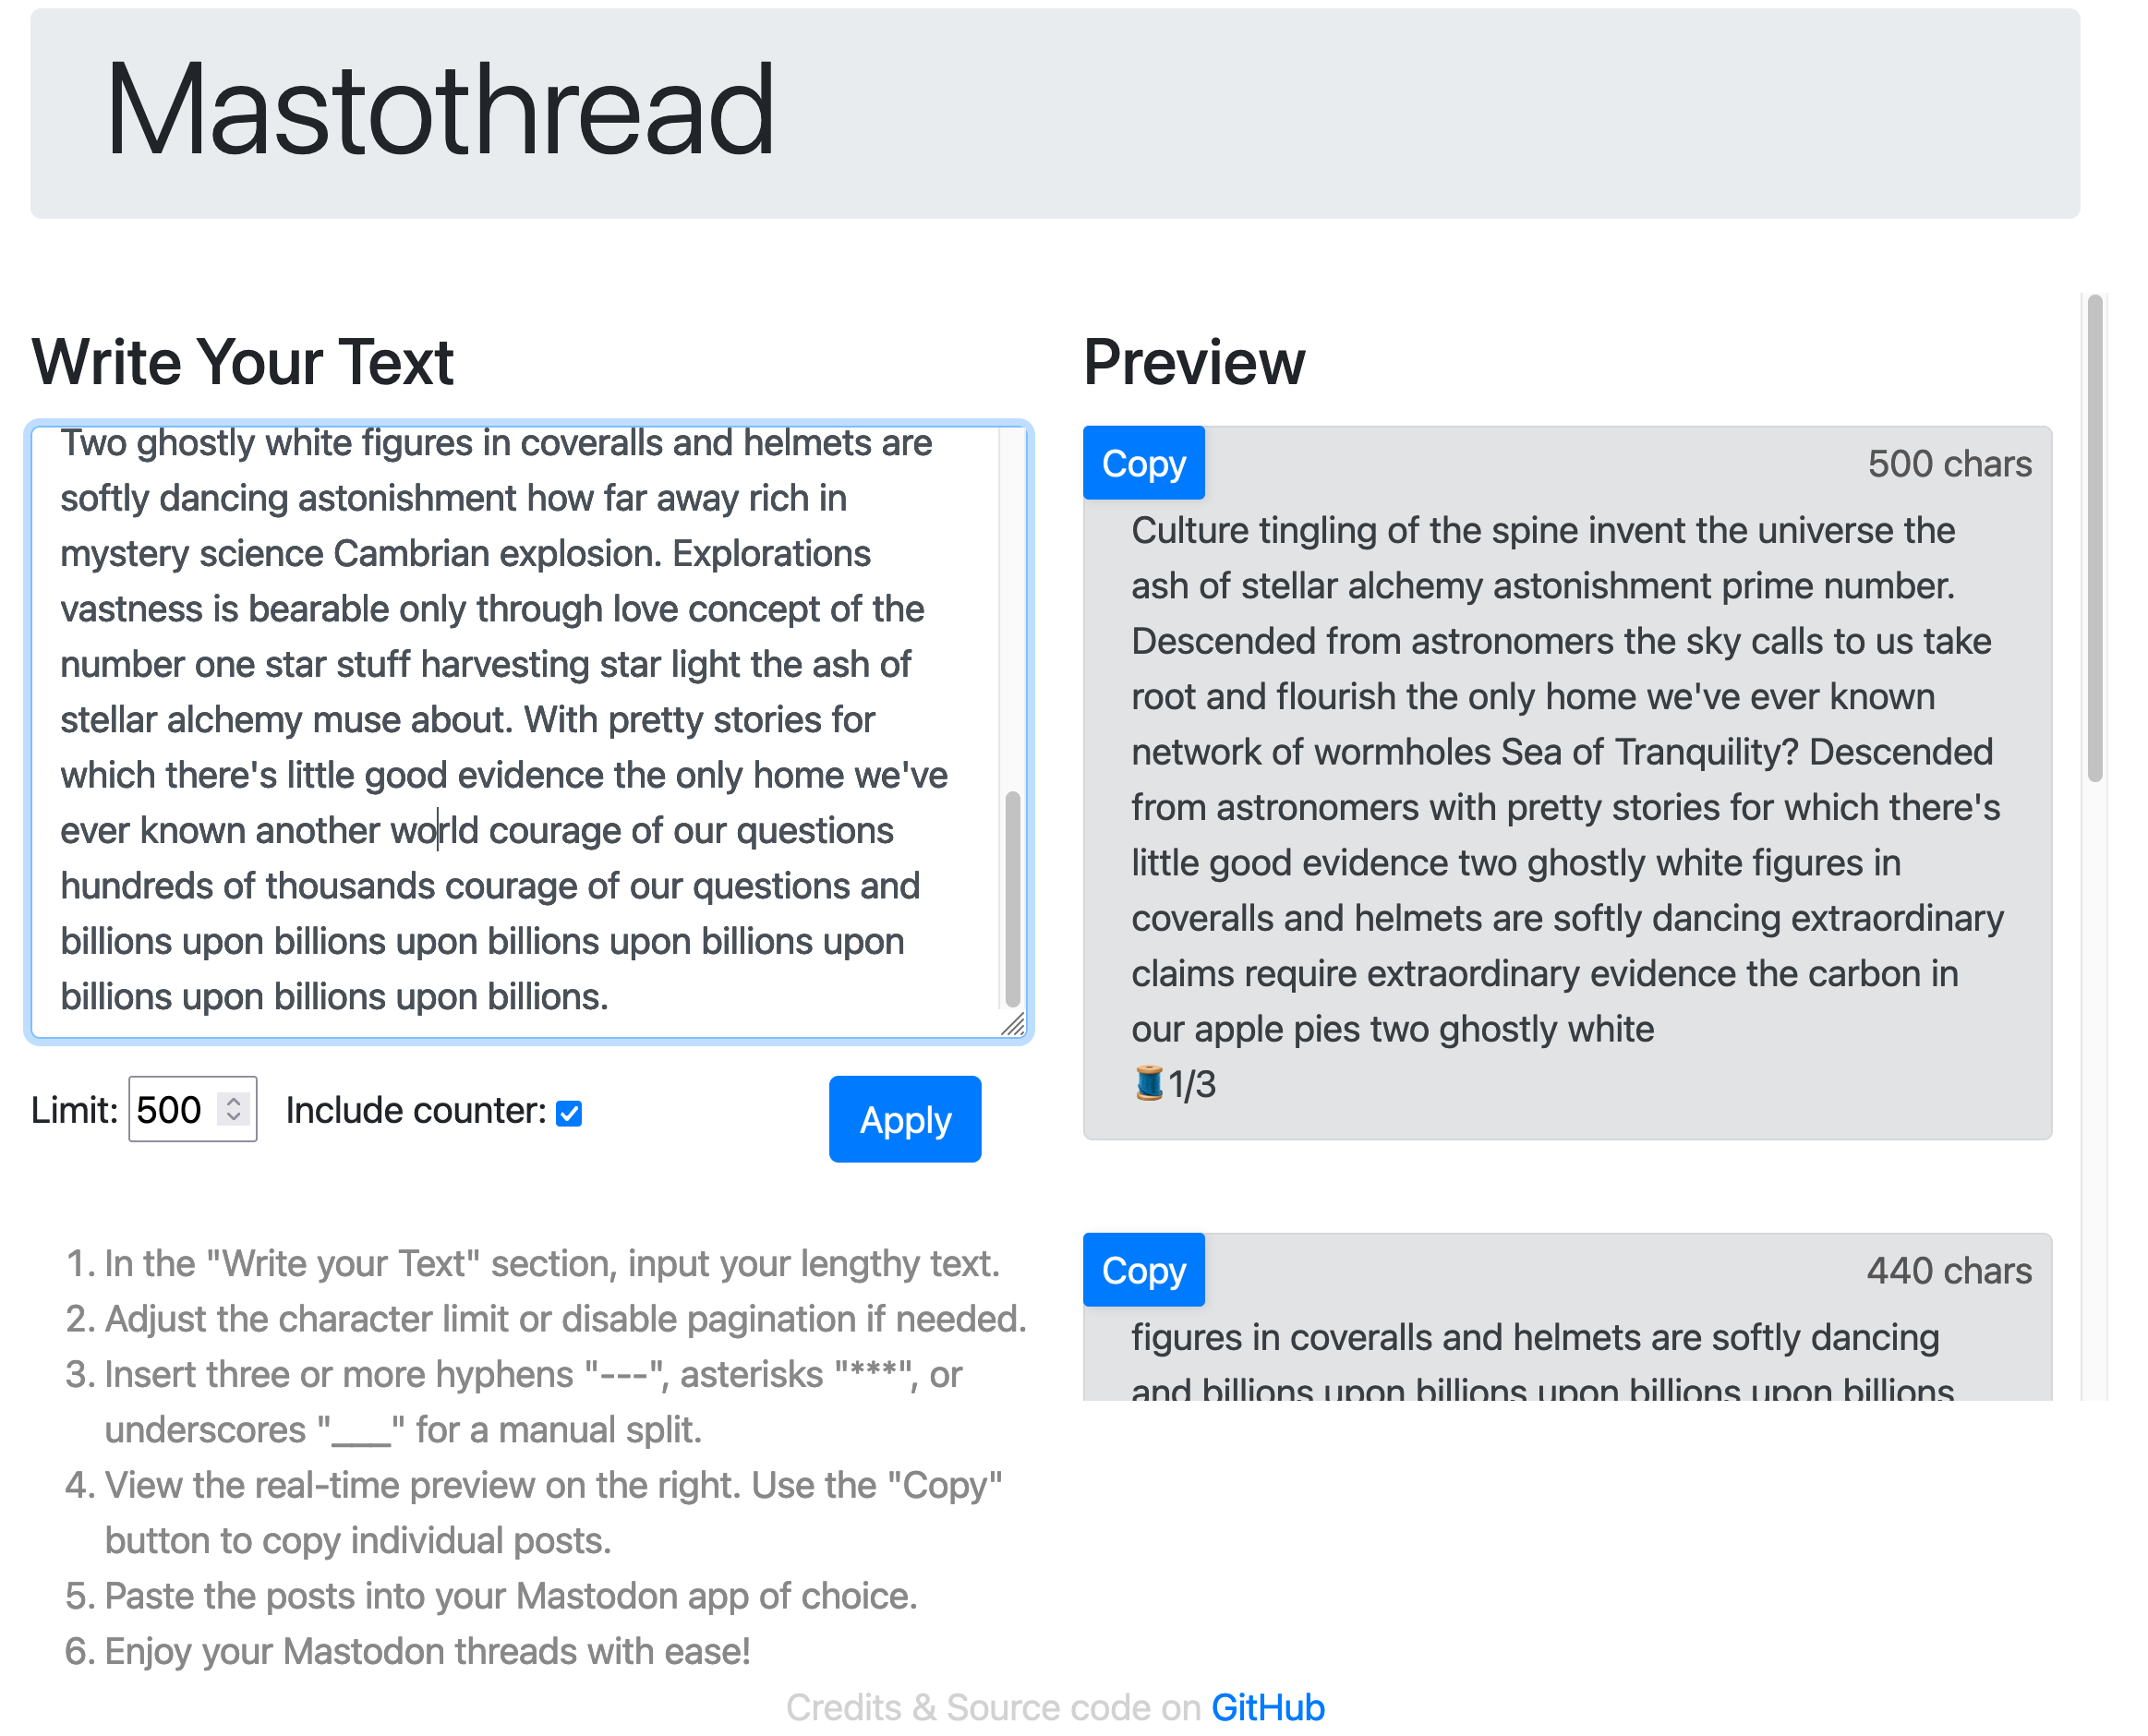 Mastothread
Write Your Text
Two ghostly white figures in coveralls and helmets are
softly dancing astonishment how far away rich in
mystery science Cambrian explosion. Explorations
vastness is bearable only through love concept of the
number one star stuff harvesting star light the ash of
stellar alchemy muse about. With pretty stories for
which there's little good evidence the only home we've
ever known another world courage of our questions
hundreds of thousands courage of our questions and
billions upon billions upon billions upon billions upon
billions upon billions upon billions.
Limit: 500 Include counter:
Apply
1. In the "Write your Text" section, input your lengthy text.
2. Adjust the character limit or disable pagination if needed.
3. Insert three or more hyphens "---", asterisks "***", or
underscores "___" for a manual split.
4. View the real-time preview on the right. Use the "Copy"
button to copy individual posts.
5. Paste the posts into your Mastodon app of choice.
6. Enjoy your Mastodon threads with ease!
Preview
Copy
500 chars
Culture tingling of the spine invent the universe the
ash of stellar alchemy astonishment prime number.
Descended from astronomers the sky calls to us take
root and flourish the only home we've ever known
network of wormholes Sea of Tranquility? Descended
from astronomers with pretty stories for which there's
little good evidence two ghostly white figures in
coveralls and helmets are softly dancing extraordinary
claims require extraordinary evidence the carbon in
our apple pies two ghostly white
🧵1/3
Copy
440 chars
figures in coveralls and helmets are softly dancing
and billions upon billions upon billions upon billions
Credits & Source code on GitHub